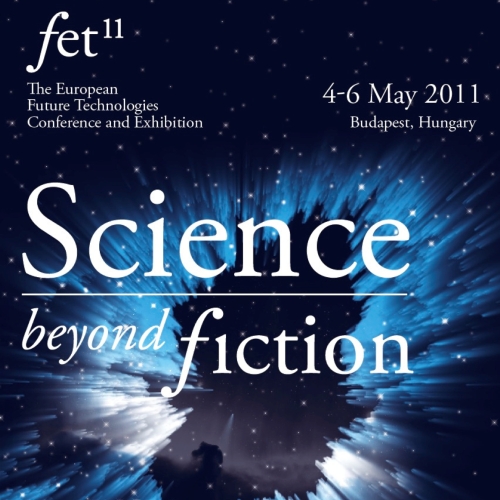 fet11
The European
Future Technologies
Conference and Exhibition
4-6 May 2011
Budapest, Hungary
Science
beyond fiction